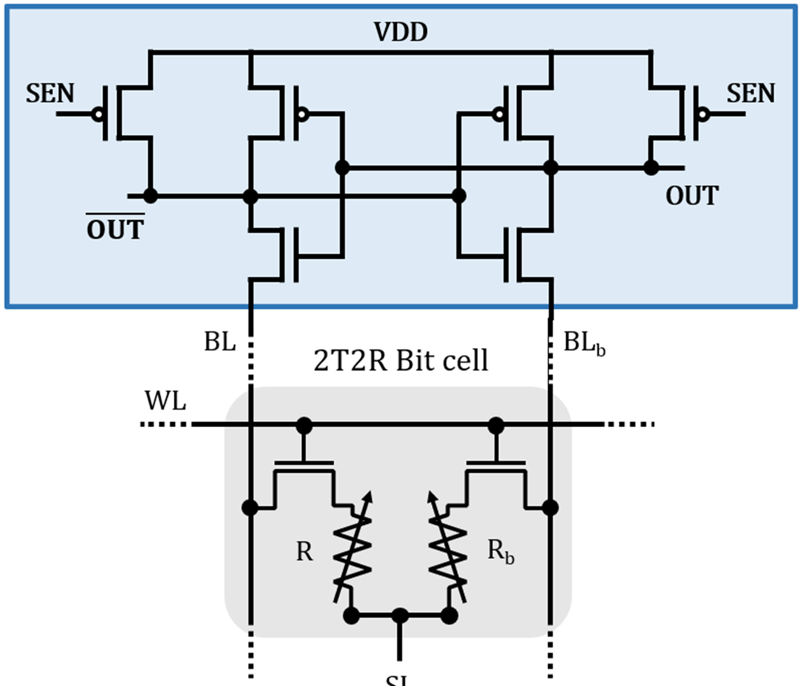 VDD
SEN
SEN
OUT
OUT
BL
BLb
2T2R Bit cell
WL
R
Rb